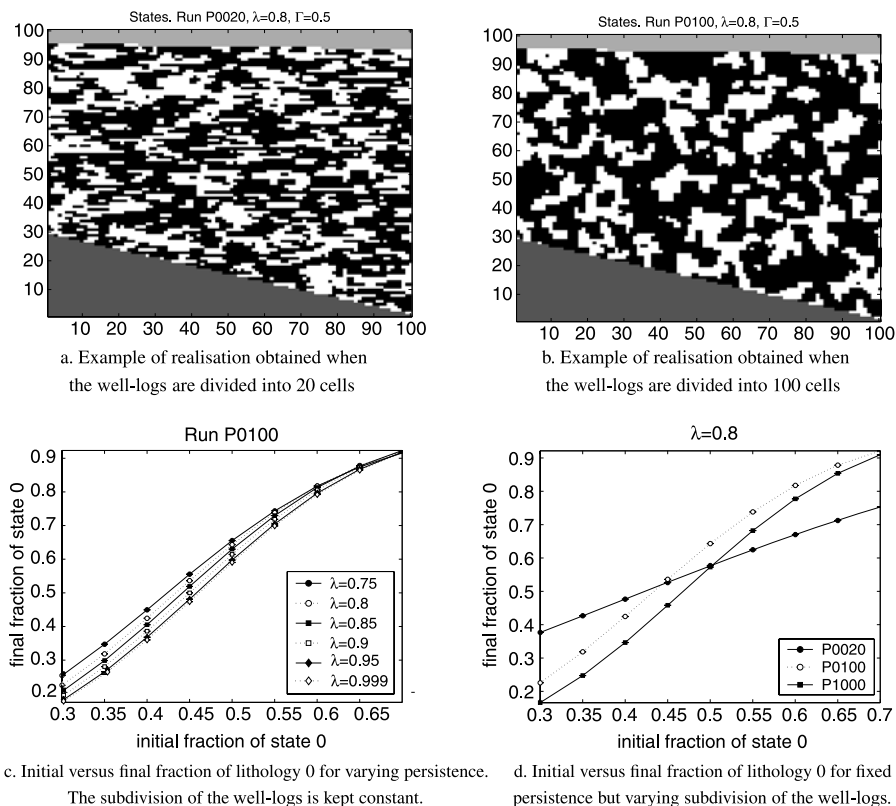 States. Run P0020, λ=0.8, Γ=0.5
100
90
80
70
60
50
40
30
20
10
10 20 30 40 50 60 70 80 90 100
a. Example of realisation obtained when
the well-logs are divided into 20 cells
States. Run P0100, λ=0.8, Γ=0.5
100
90
80
70
60
50
40
30
20
10
10 20 30 40 50 60 70 80 90 100
b. Example of realisation obtained when
the well-logs are divided into 100 cells
Run P0100
final fraction of state 0
0.9
0.8
0.7
0.6
0.5
0.4
0.3
0.2
λ=0.75
λ=0.8
λ=0.85
λ=0.9
λ=0.95
λ=0.999
0.3 0.35 0.4 0.45 0.5 0.55 0.6 0.65
initial fraction of state 0
c. Initial versus final fraction of lithology 0 for varying persistence.
The subdivision of the well-logs is kept constant.
λ=0.8
final fraction of state 0
0.9
0.8
0.7
0.6
0.5
0.4
0.3
0.2
P0020
P0100
P1000
0.3 0.35 0.4 0.45 0.5 0.55 0.6 0.65 0.7
initial fraction of state 0
d. Initial versus final fraction of lithology 0 for fixed
persistence but varying subdivision of the well-logs.